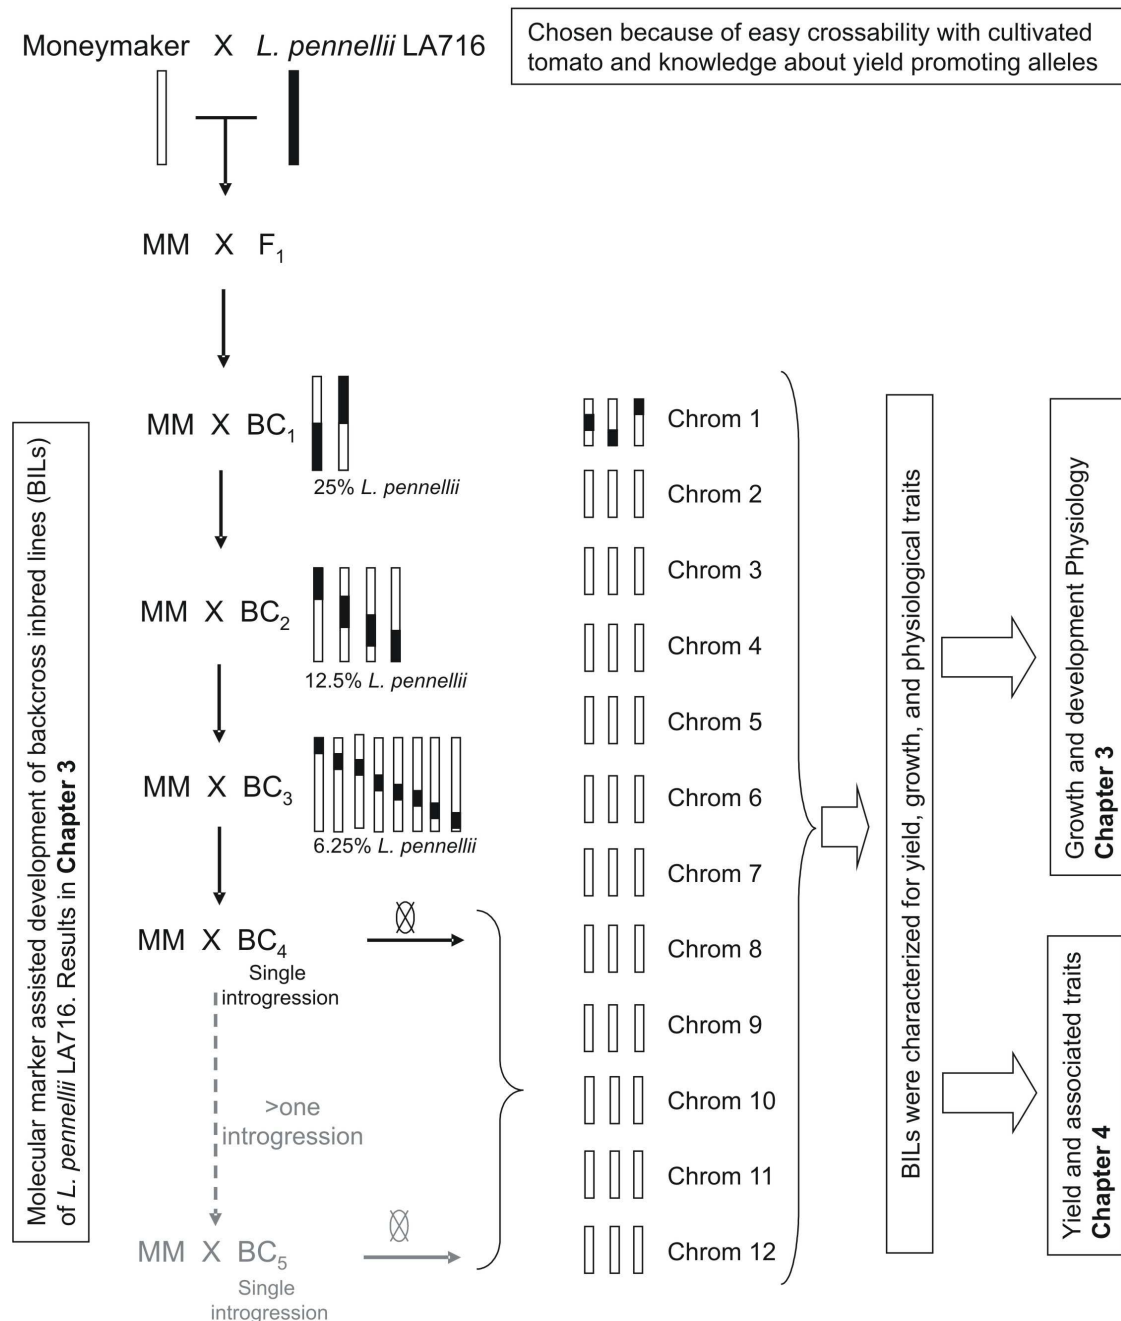 Moneymaker X L. pennellii LA716
Chosen because of easy crossability with cultivated
tomato and knowledge about yield promoting alleles
MM X F1
MM X BC1
25% L. pennellii
MM X BC2
12.5% L. pennellii
MM X BC3
6.25% L. pennellii
MM X BC4
Single
introgression
>one
introgression
MM X BC5
Single
introgression
Molecular marker assisted development of backcross inbred lines (BILs)
of L. pennellii LA716. Results in Chapter 3
Chrom 1
Chrom 2
Chrom 3
Chrom 4
Chrom 5
Chrom 6
Chrom 7
Chrom 8
Chrom 9
Chrom 10
Chrom 11
Chrom 12
BILs were characterized for yield, growth, and physiological traits
Growth and development Physiology
Chapter 3
Yield and associated traits
Chapter 4